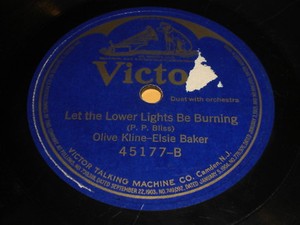 Victo
Duet with orchestra
Let the Lower Lights Be Burning
(P. P. Bliss)
Olive Kline-Elsie Baker
45177-B
VICTOR TALKING MACHINE CO. Camden, N.J.